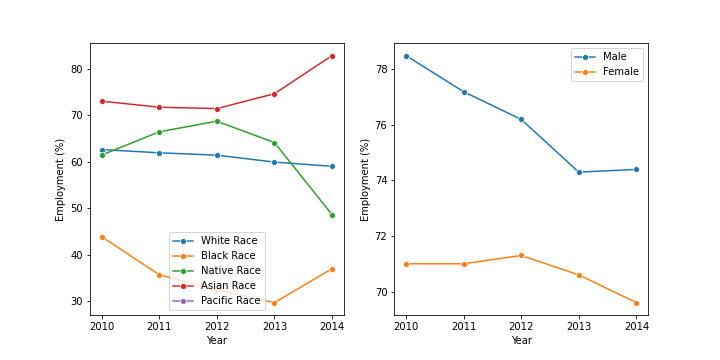 80
70
60
50
40
30
Employment (%)
2010 2011 2012 2013 2014
Year
White Race
Black Race
Native Race
Asian Race
Pacific Race
78
76
74
72
70
Employment (%)
2010 2011 2012 2013 2014
Year
Male
Female